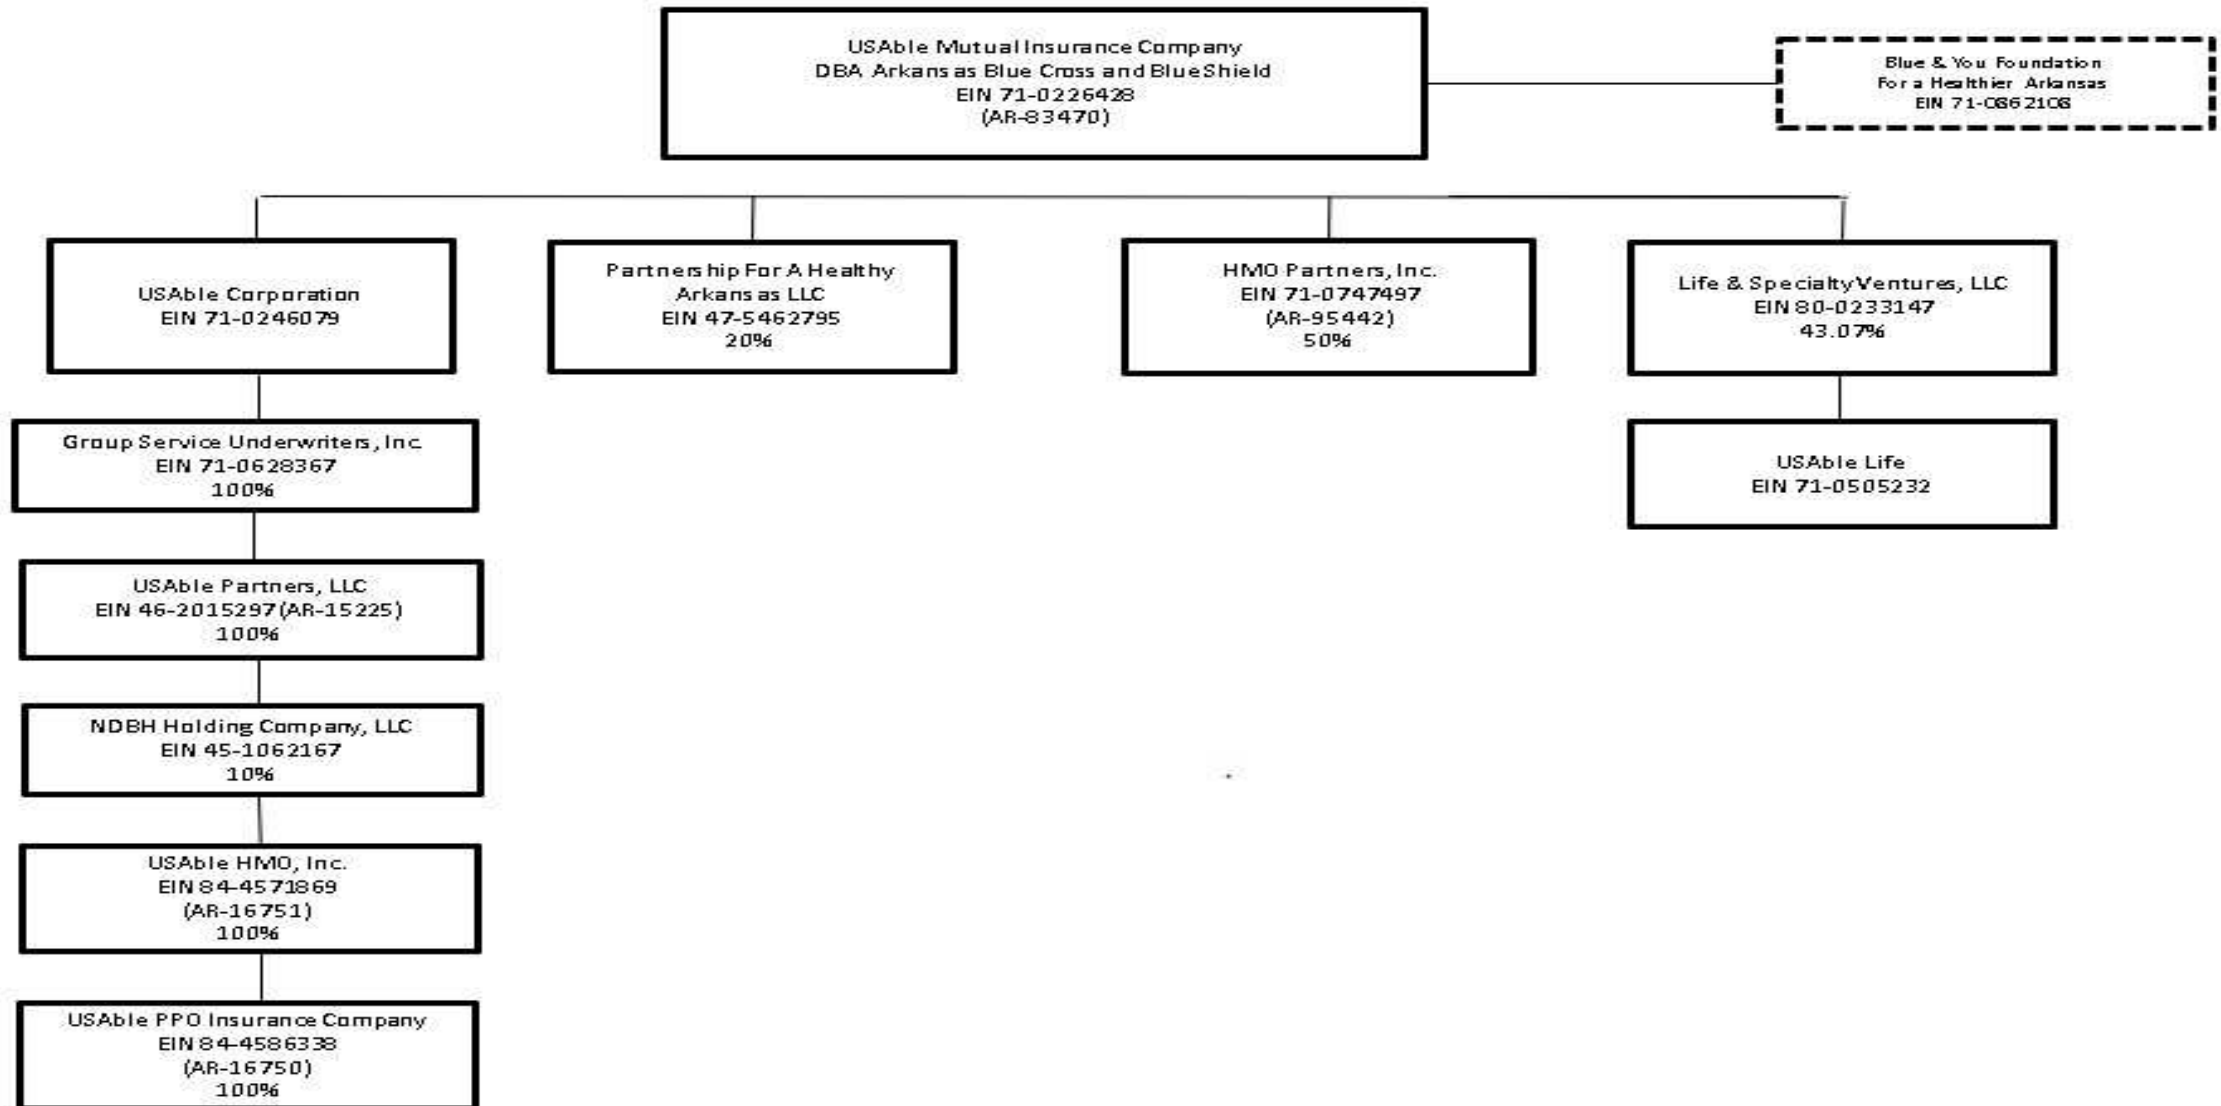 USAble Mutual Insurance Company
DBA Arkansas Blue Cross and Blue Shield
EIN 71-0226428
(AR-83470)
Blue & You Foundation
For a Healthier Arkansas
EIN 71-0862108
USAble Corporation
EIN 71-0246079
Partnership For A Healthy
Arkansas LLC
EIN 47-5462795
20%
HMO Partners, Inc.
EIN 71-0747497
(AR-95442)
50%
Life & Specialty Ventures, LLC
EIN 80-0233147
43.07%
Group Service Underwriters, Inc.
EIN 71-0628367
100%
USAble Life
EIN 71-0505232
USAble Partners, LLC
EIN 46-2015297(AR-15225)
100%
NDBH Holding Company, LLC
EIN 45-1062167
10%
USAble HMO, Inc.
EIN 84-4571869
(AR-16751)
100%
USAble PPO Insurance Company
EIN 84-4586338
(AR-16750)
100%